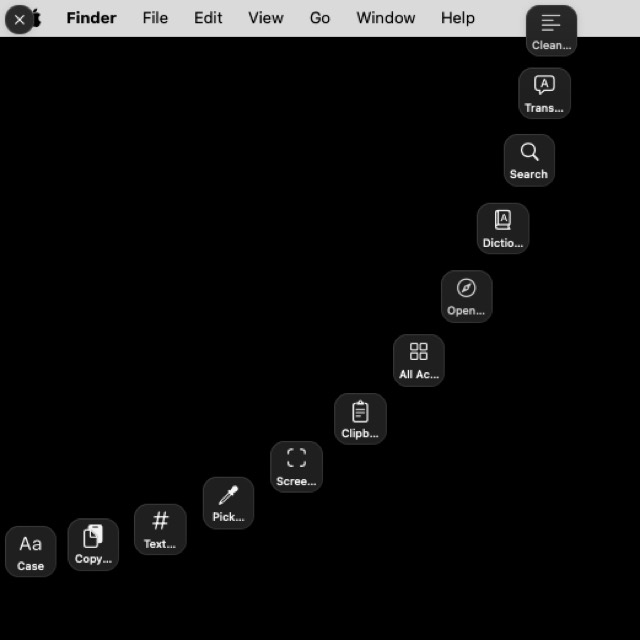 Finder File Edit View Go Window Help
Clean...
A
Trans...
Search
A
Dictio...
Open...
All Ac...
Clipb...
Scree...
Pick...
#
Text...
Copy...
Aa
Case